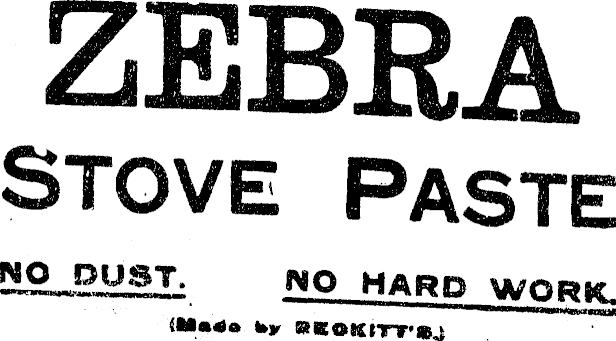 ZEBRA
STOVE PASTE
NO DUST. NO HARD WORK.
(Made by RECKITT'S.)